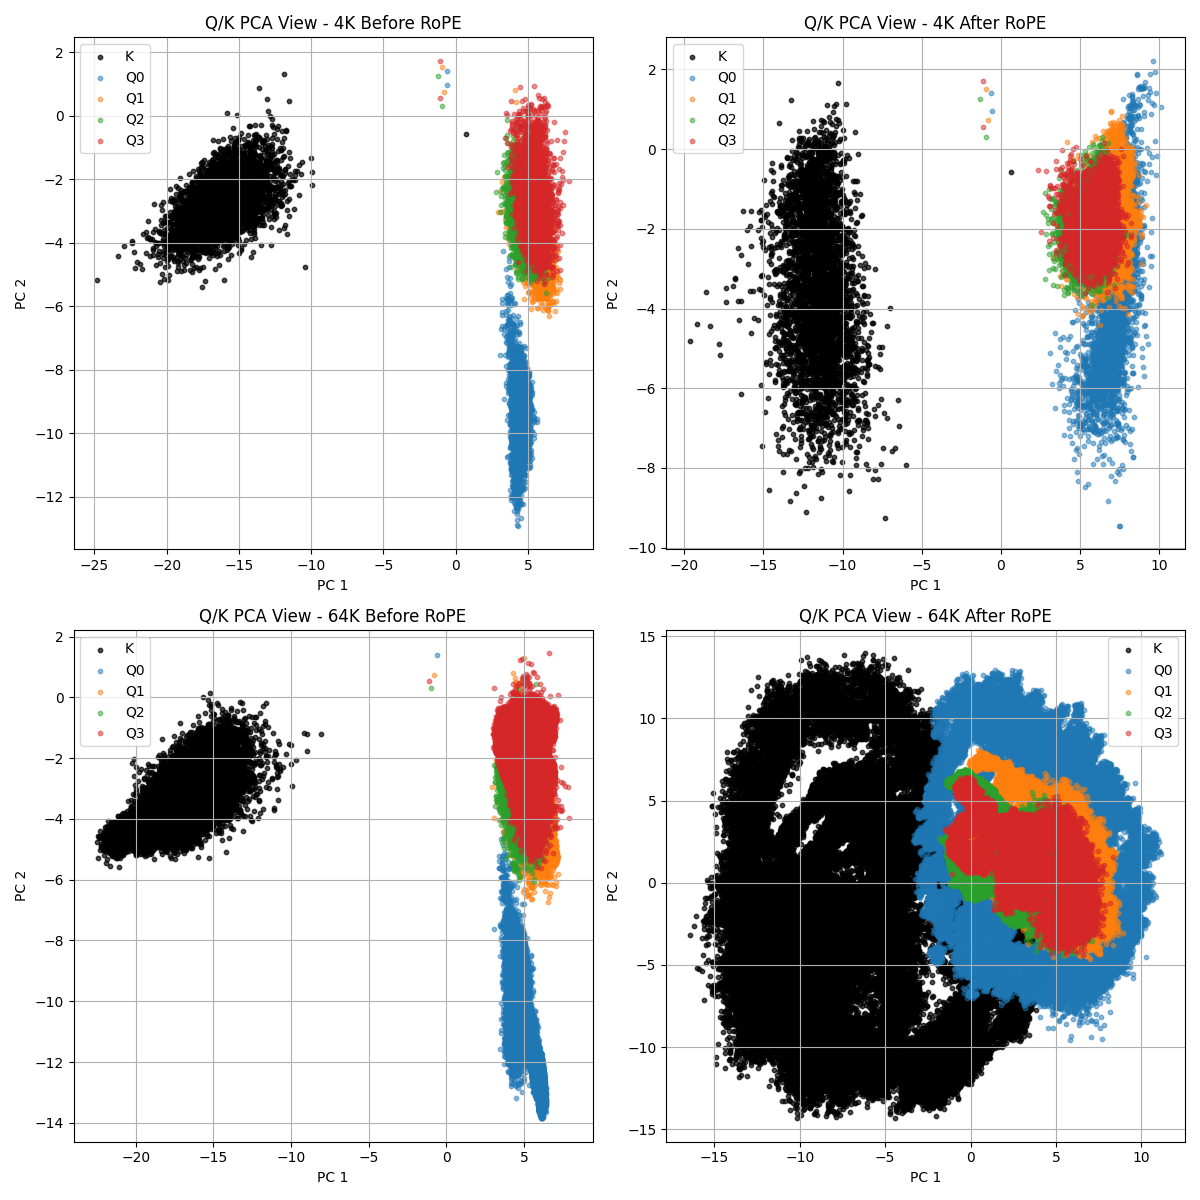 Q/K PCA View - 4K Before RoPE
K
Q0
Q1
Q2
Q3
2
0
−2
−4
−6
−8
−10
−12
PC 2
−25
−20
−15
−10
−5
0
5
PC 1
Q/K PCA View - 4K After RoPE
K
Q0
Q1
Q2
Q3
2
0
−2
−4
−6
−8
−10
PC 2
−20
−15
−10
−5
0
5
10
PC 1
Q/K PCA View - 64K Before RoPE
K
Q0
Q1
Q2
Q3
2
0
−2
−4
−6
−8
−10
−12
−14
PC 2
−20
−15
−10
−5
0
5
PC 1
Q/K PCA View - 64K After RoPE
K
Q0
Q1
Q2
Q3
15
10
5
0
−5
−10
−15
PC 2
−15
−10
−5
0
5
10
PC 1